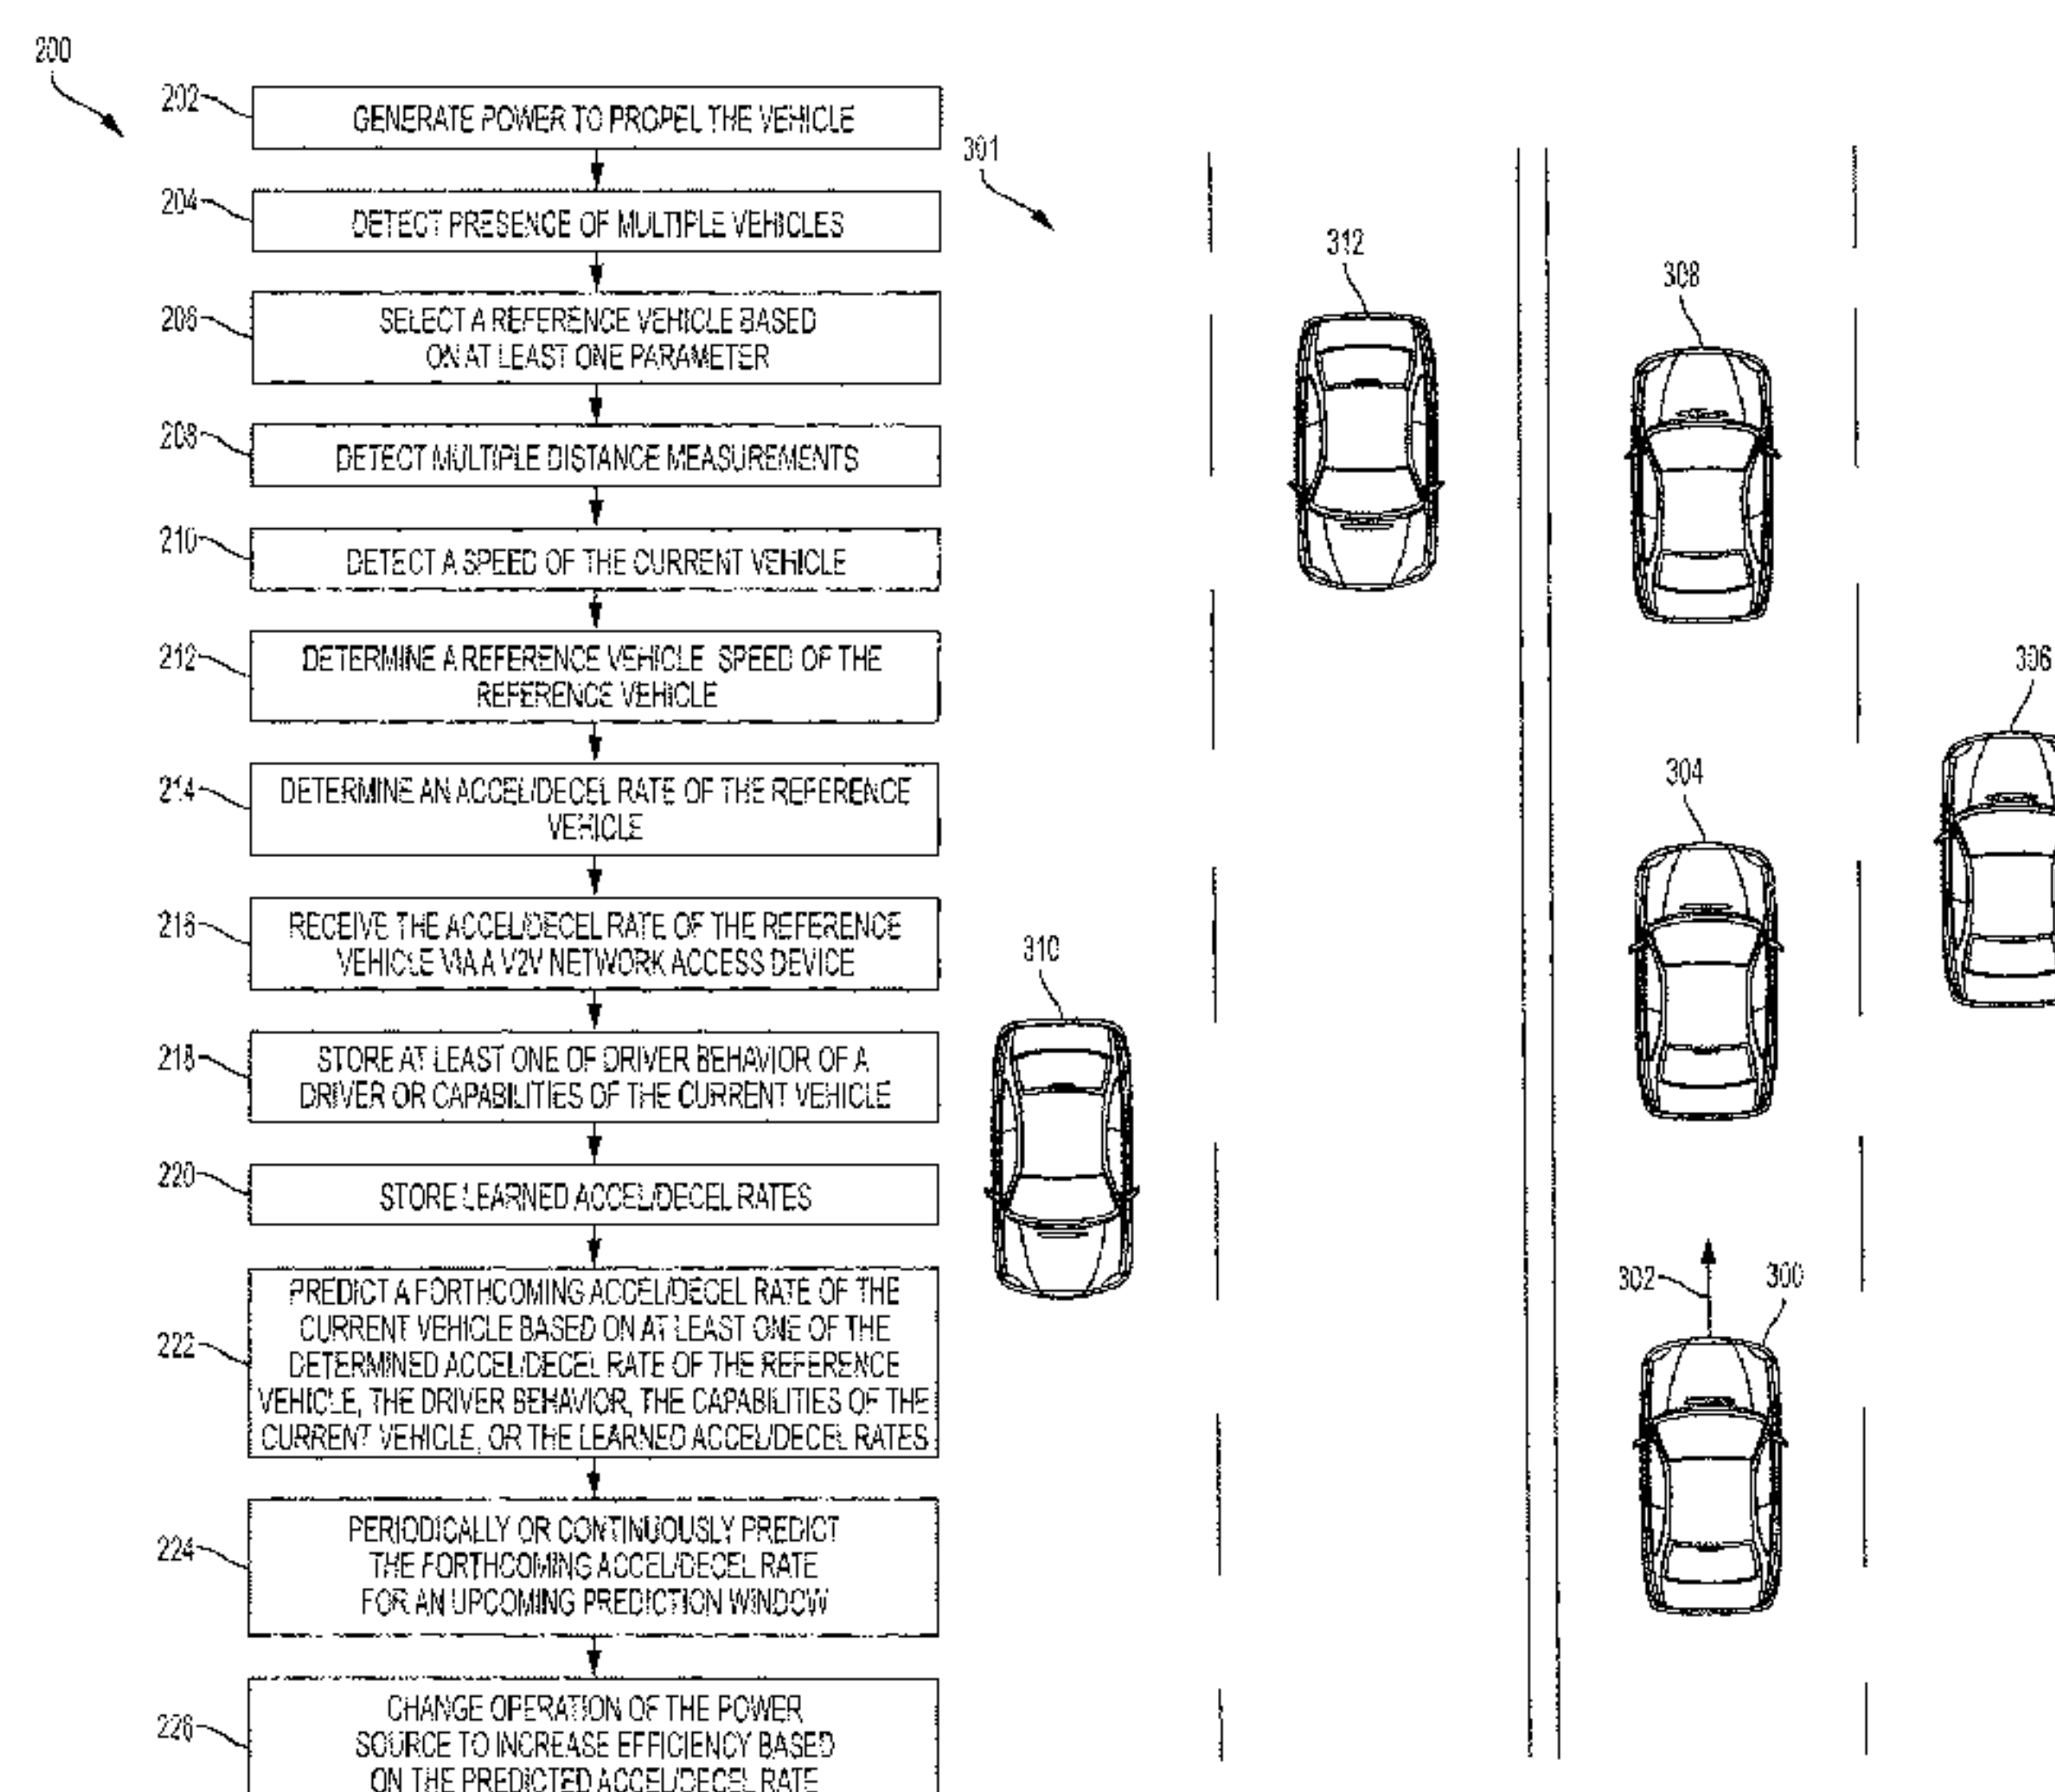 200
202
GENERATE POWER TO PROPEL THE VEHICLE
204
DETECT PRESENCE OF MULTIPLE VEHICLES
206
SELECT A REFERENCE VEHICLE BASED
ON AT LEAST ONE PARAMETER
208
DETECT MULTIPLE DISTANCE MEASUREMENTS
210
DETECT A SPEED OF THE CURRENT VEHICLE
212
DETERMINE A REFERENCE VEHICLE SPEED OF THE
REFERENCE VEHICLE
214
DETERMINE AN ACCEL/DECEL RATE OF THE REFERENCE
VEHICLE
216
RECEIVE THE ACCEL/DECEL RATE OF THE REFERENCE
VEHICLE VIA A V2V NETWORK ACCESS DEVICE
218
STORE AT LEAST ONE OF DRIVER BEHAVIOR OF A
DRIVER OR CAPABILITIES OF THE CURRENT VEHICLE
220
STORE LEARNED ACCEL/DECEL RATES
222
PREDICT A FORTHCOMING ACCEL/DECEL RATE OF THE
CURRENT VEHICLE BASED ON AT LEAST ONE OF THE
DETERMINED ACCEL/DECEL RATE OF THE REFERENCE
VEHICLE, THE DRIVER BEHAVIOR, THE CAPABILITIES OF THE
CURRENT VEHICLE, OR THE LEARNED ACCEL/DECEL RATES
224
PERIODICALLY OR CONTINUOUSLY PREDICT
THE FORTHCOMING ACCEL/DECEL RATE
FOR AN UPCOMING PREDICTION WINDOW
226
CHANGE OPERATION OF THE POWER
SOURCE TO INCREASE EFFICIENCY BASED
ON THE PREDICTED ACCEL/DECEL RATE
301
312
308
306
304
310
302
300